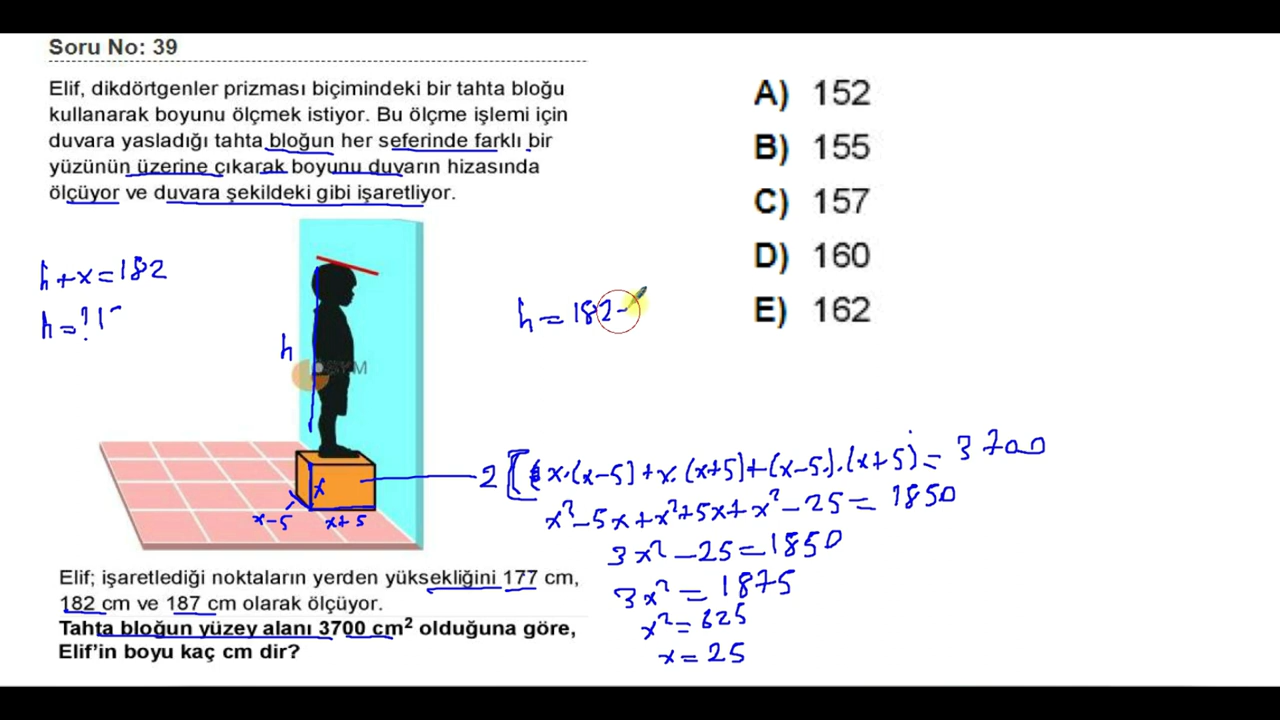 Soru No: 39
Elif, dikdörtgenler prizması biçimindeki bir tahta bloğu
kullanarak boyunu ölçmek istiyor. Bu ölçme işlemi için
duvara yasladığı tahta bloğun her seferinde farklı bir
yüzünün üzerine çıkarak boyunu duvarın hizasında
ölçüyor ve duvara şekildeki gibi işaretliyor.
h+x=182
h=?
h
x
x-5
x+5
Elif; işaretlediği noktaların yerden yüksekliğini 177 cm,
182 cm ve 187 cm olarak ölçüyor.
Tahta bloğun yüzey alanı 3700 cm² olduğuna göre,
Elif'in boyu kaç cm dir?
A) 152
B) 155
C) 157
D) 160
E) 162
h=182-
2[x.(x-5)+x.(x+5)+(x-5).(x+5)=3700
x²-5x+x²+5x+x²-25=1850
3x²-25=1850
3x²=1875
x²=625
x=25